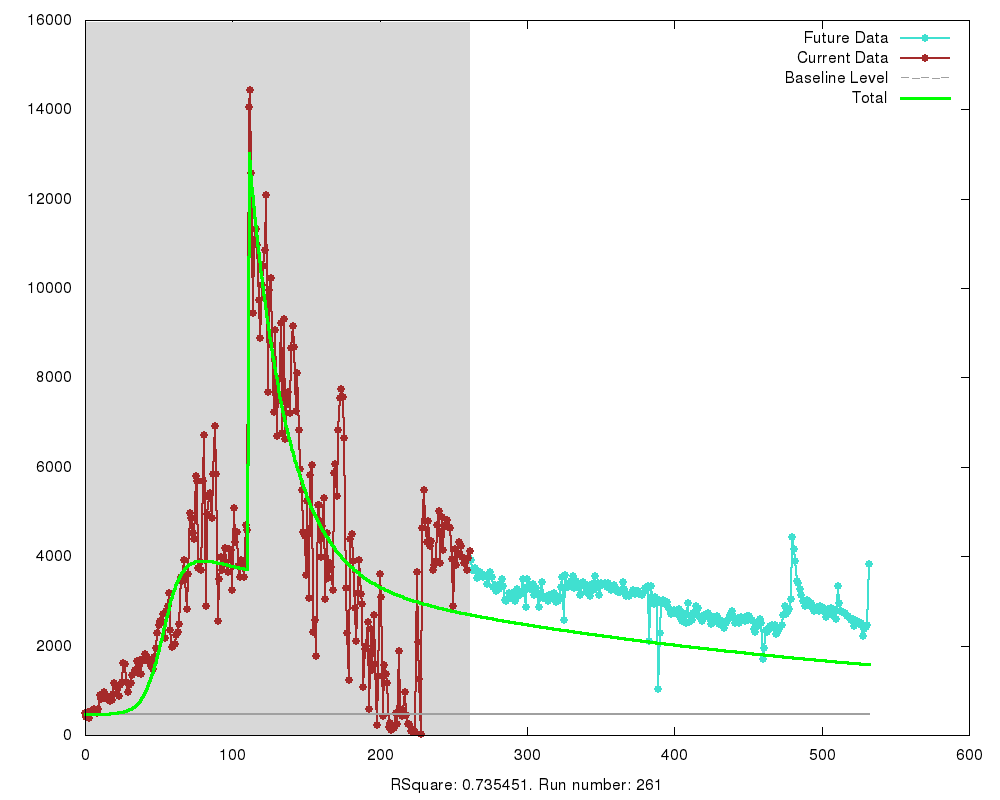 16000
14000
12000
10000
8000
6000
4000
2000
0
Future Data
Current Data
Baseline Level
Total
0 100 200 300 400 500 600
RSquare: 0.735451. Run number: 261